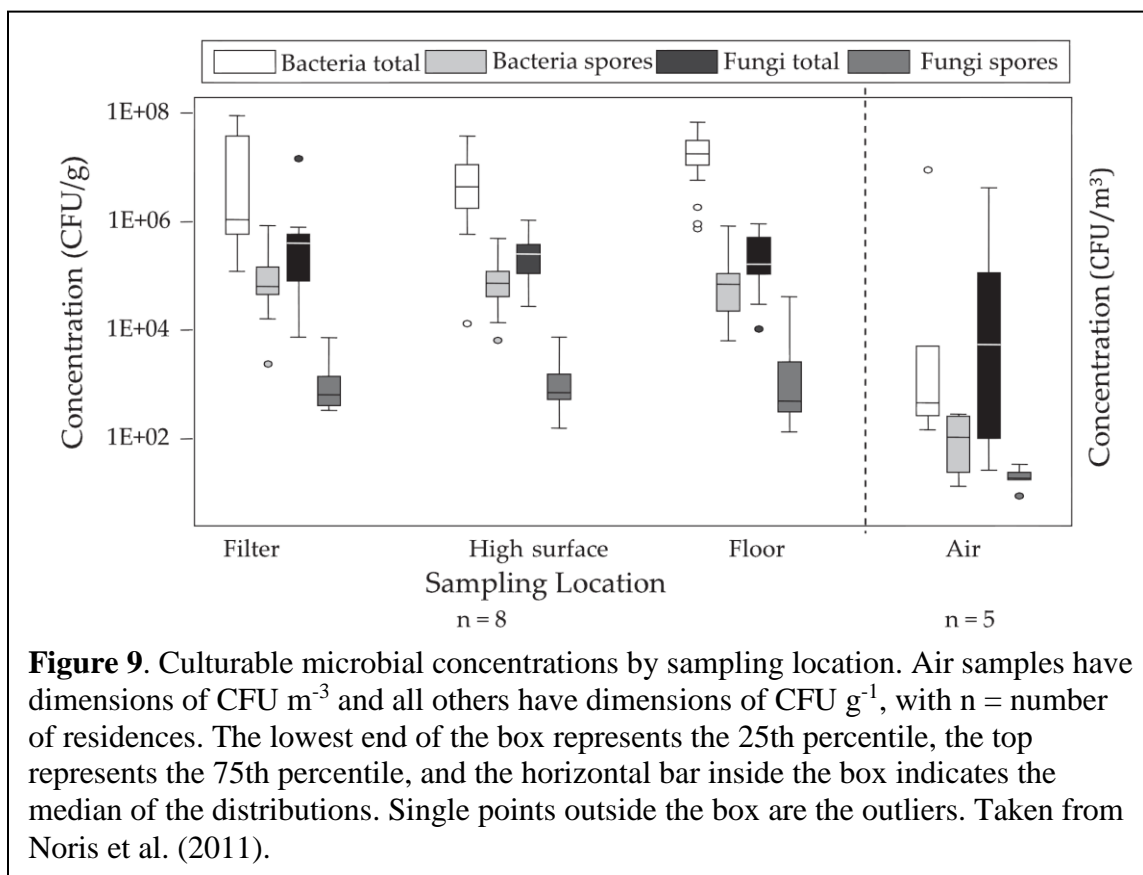 Bacteria total Bacteria spores Fungi total Fungi spores
Concentration (CFU/g)
1E+08
1E+06
1E+04
1E+02
Concentration (CFU/m³)
Filter High surface Floor Air
Sampling Location
n = 8 n = 5
Figure 9. Culturable microbial concentrations by sampling location. Air samples have
dimensions of CFU m⁻³ and all others have dimensions of CFU g⁻¹, with n = number
of residences. The lowest end of the box represents the 25th percentile, the top
represents the 75th percentile, and the horizontal bar inside the box indicates the
median of the distributions. Single points outside the box are the outliers. Taken from
Noris et al. (2011).